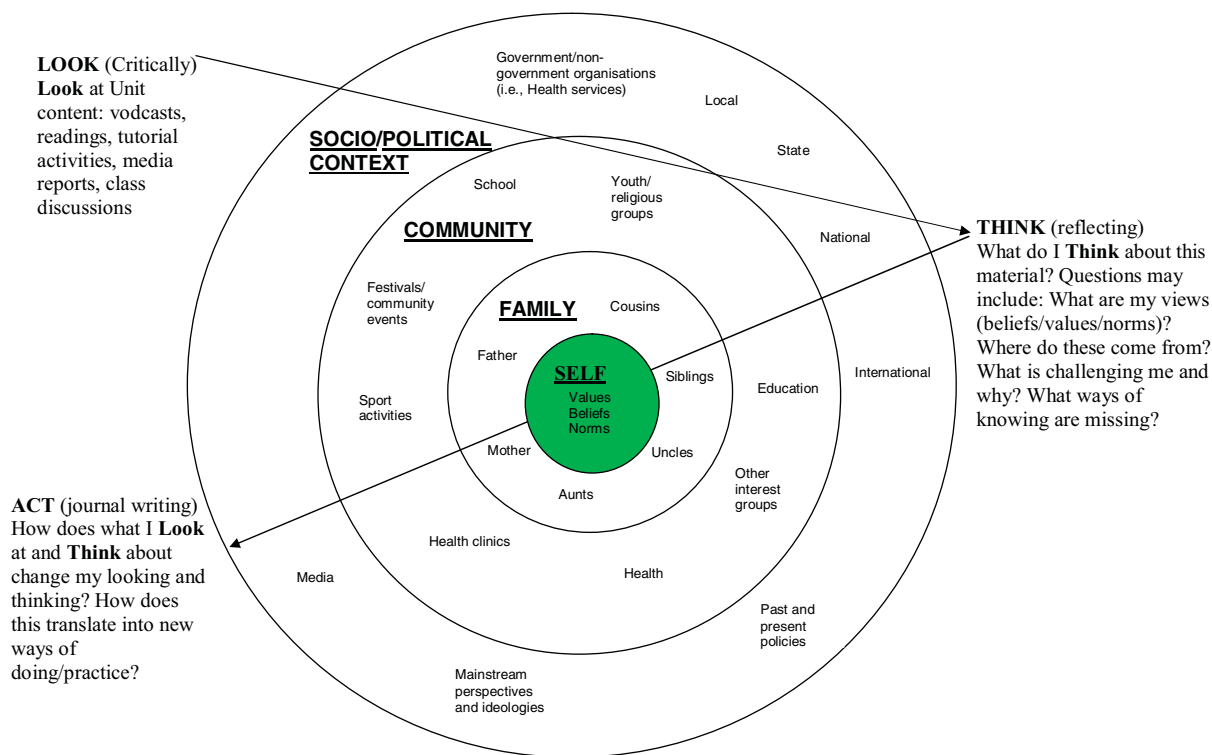 LOOK (Critically)
Look at Unit
content: vodcasts,
readings, tutorial
activities, media
reports, class
discussions
Government/non-
government organisations
(i.e., Health services)
Local
State
National
International
SOCIO/POLITICAL
CONTEXT
School
Youth/
religious
groups
COMMUNITY
Festivals/
community
events
Sport
activities
FAMILY
Cousins
Father
Siblings
SELF
Values
Beliefs
Norms
Mother
Uncles
Aunts
Education
Other
interest
groups
Health clinics
Health
Media
Past and
present
policies
Mainstream
perspectives
and ideologies
THINK (reflecting)
What do I Think about this
material? Questions may
include: What are my views
(beliefs/values/norms)?
Where do these come from?
What is challenging me and
why? What ways of
knowing are missing?
ACT (journal writing)
How does what I Look
at and Think about
change my looking and
thinking? How does
this translate into new
ways of
doing/practice?